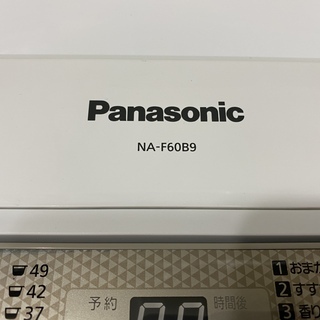 Panasonic
NA-F60B9
49
42
37
予約
時間後
1 おまか
2 すす
3 香り